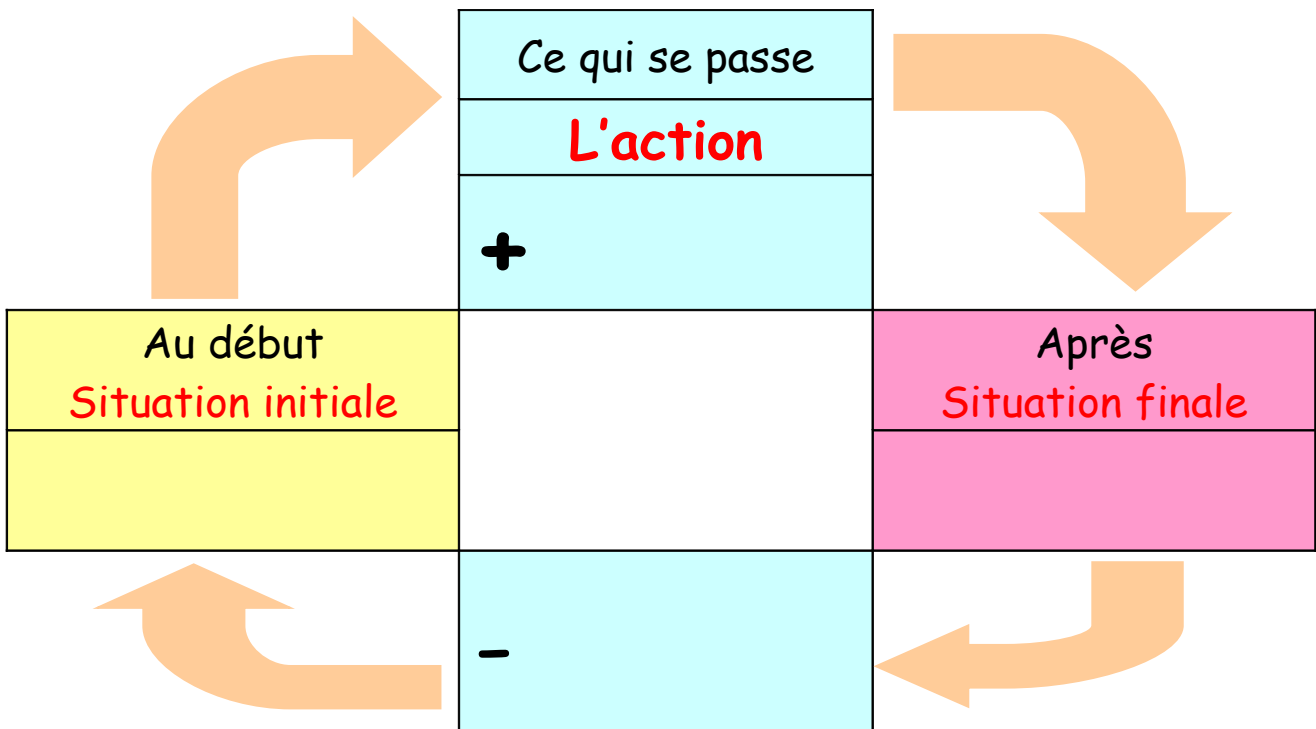 Ce qui se passe
L'action
+
Au début
Situation initiale
Après
Situation finale
-